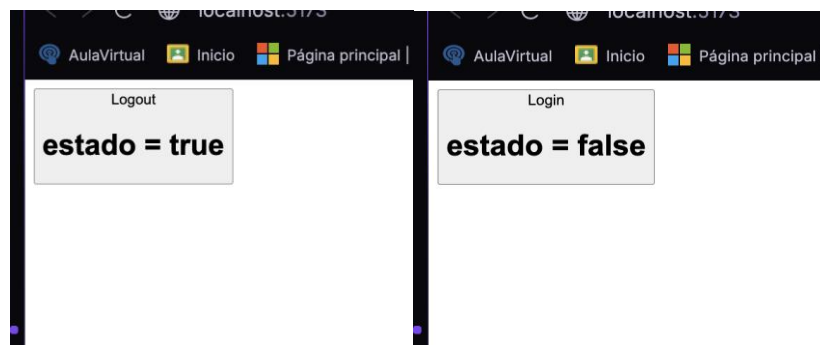 localhost:5173
AulaVirtual Inicio Página principal |
Logout
estado = true
localhost:5173
AulaVirtual Inicio Página principal
Login
estado = false